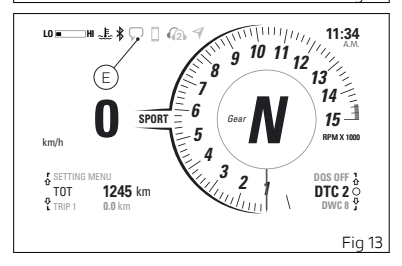 LO HI 2 11:34
A.M.
E
0 km/h
SPORT
Gear N
1 2 3 4 5 6 7 8 9 10 11 12 13 14 15
RPM X 1000
SETTING MENU
TOT 1245 km
TRIP 1 0.0 km
DQS OFF
DTC 2
DWC 8
Fig 13